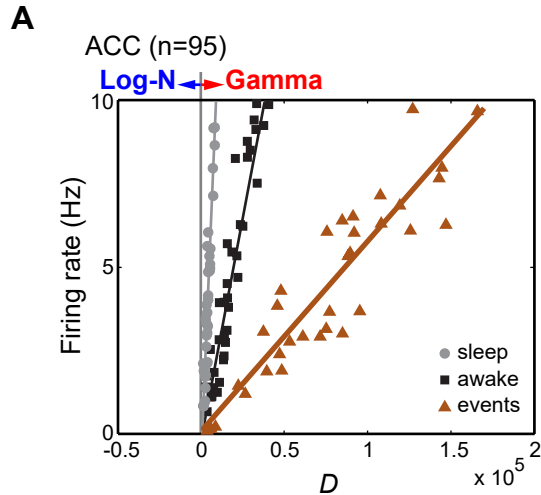 A
ACC (n=95)
Log-N Gamma
10
5
0
Firing rate (Hz)
sleep
awake
events
-0.5 0 0.5 1 1.5 2
D
x 10^5